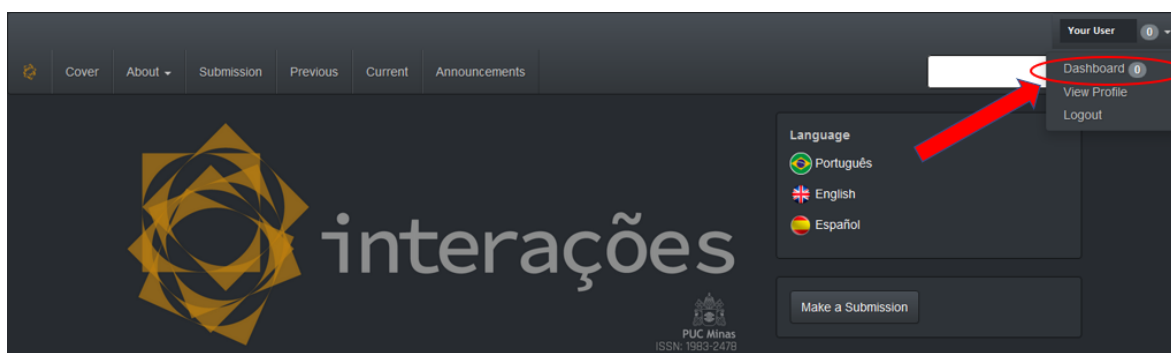 Your User 0
Cover About Submission Previous Current Announcements
Dashboard 0
View Profile
Logout
Language
Português
English
Español
interações
PUC Minas
ISSN: 1983-2478
Make a Submission